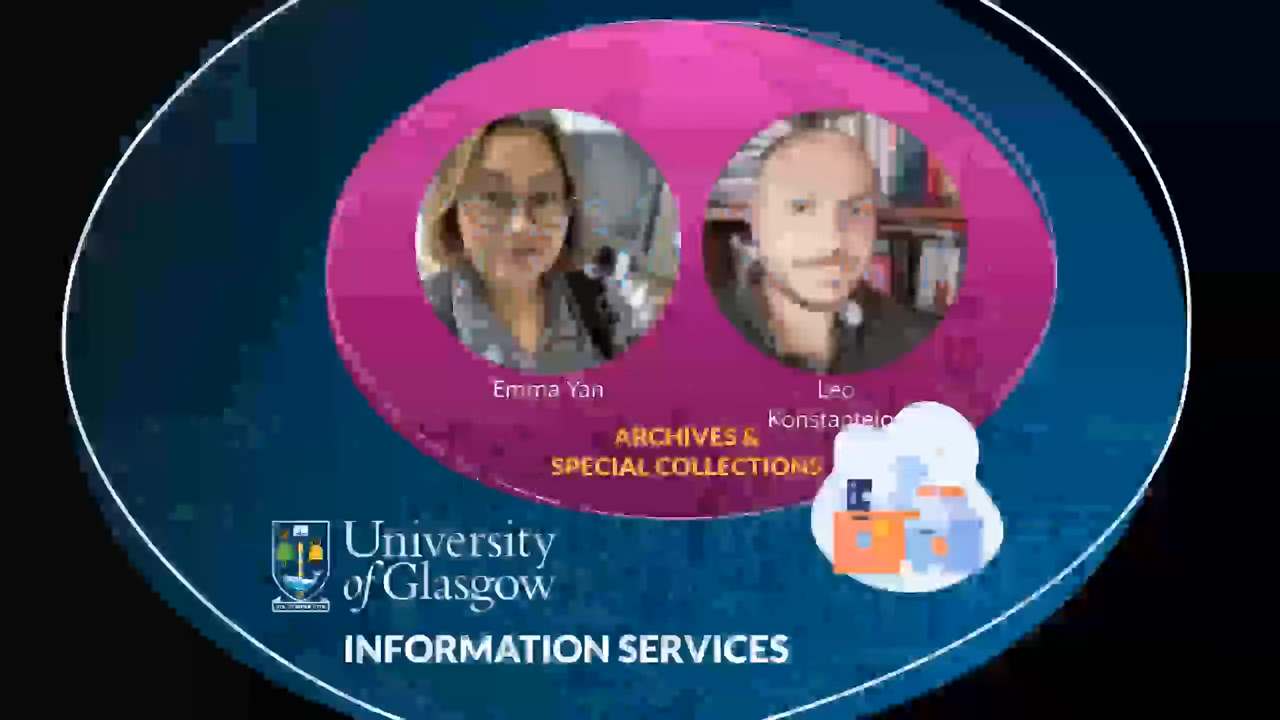 Emma Yan
Leo
ARCHIVES &
SPECIAL COLLECTIONS
University
of Glasgow
INFORMATION SERVICES